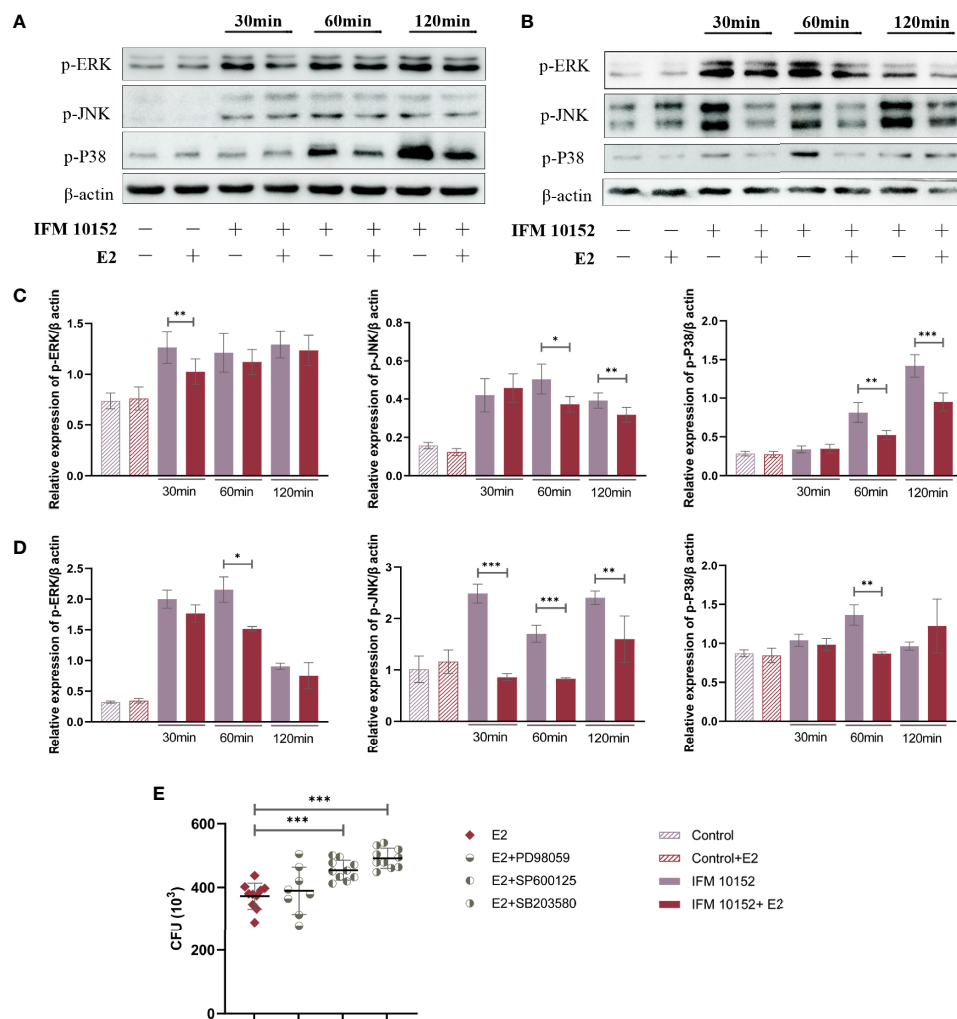 A
30min 60min 120min
p-ERK
p-JNK
p-P38
β-actin
IFM 10152 — — + + + + + +
E2 — + — + — + — +
B
30min 60min 120min
p-ERK
p-JNK
p-P38
β-actin
IFM 10152 — — + + + + + +
E2 — + — + — + — +
C
Relative expression of p-ERK/β actin
1.5
1.0
0.5
0.0
**
30min 60min 120min
Relative expression of p-JNK/β actin
0.8
0.6
0.4
0.2
0.0
*
**
30min 60min 120min
Relative expression of p-P38/β actin
2.0
1.5
1.0
0.5
0.0
**
***
30min 60min 120min
D
Relative expression of p-ERK/β actin
2.5
2.0
1.5
1.0
0.5
0.0
*
30min 60min 120min
Relative expression of p-JNK/β actin
3
2
1
0
***
***
**
30min 60min 120min
Relative expression of p-P38/β actin
2.0
1.5
1.0
0.5
0.0
**
30min 60min 120min
E
CFU (10³)
600
400
200
0
***
***
E2
E2+PD98059
E2+SP600125
E2+SB203580
Control
Control+E2
IFM 10152
IFM 10152+ E2